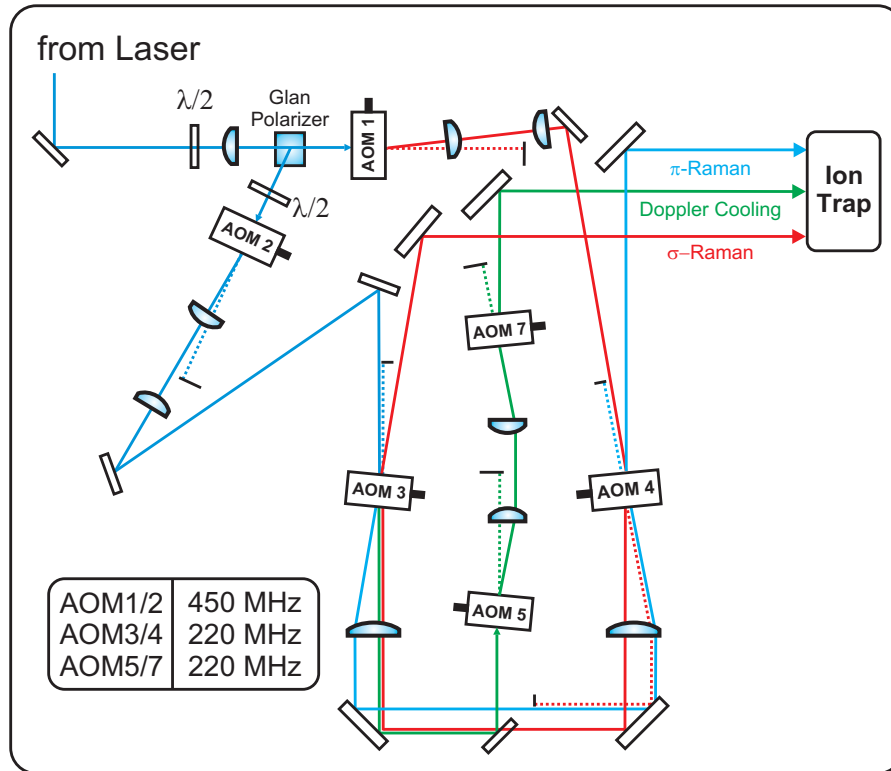 from Laser
λ/2
Glan
Polarizer
AOM 1
λ/2
AOM 2
π-Raman
Doppler Cooling
σ–Raman
Ion
Trap
AOM 7
AOM 3
AOM 4
AOM 5
AOM1/2 450 MHz
AOM3/4 220 MHz
AOM5/7 220 MHz